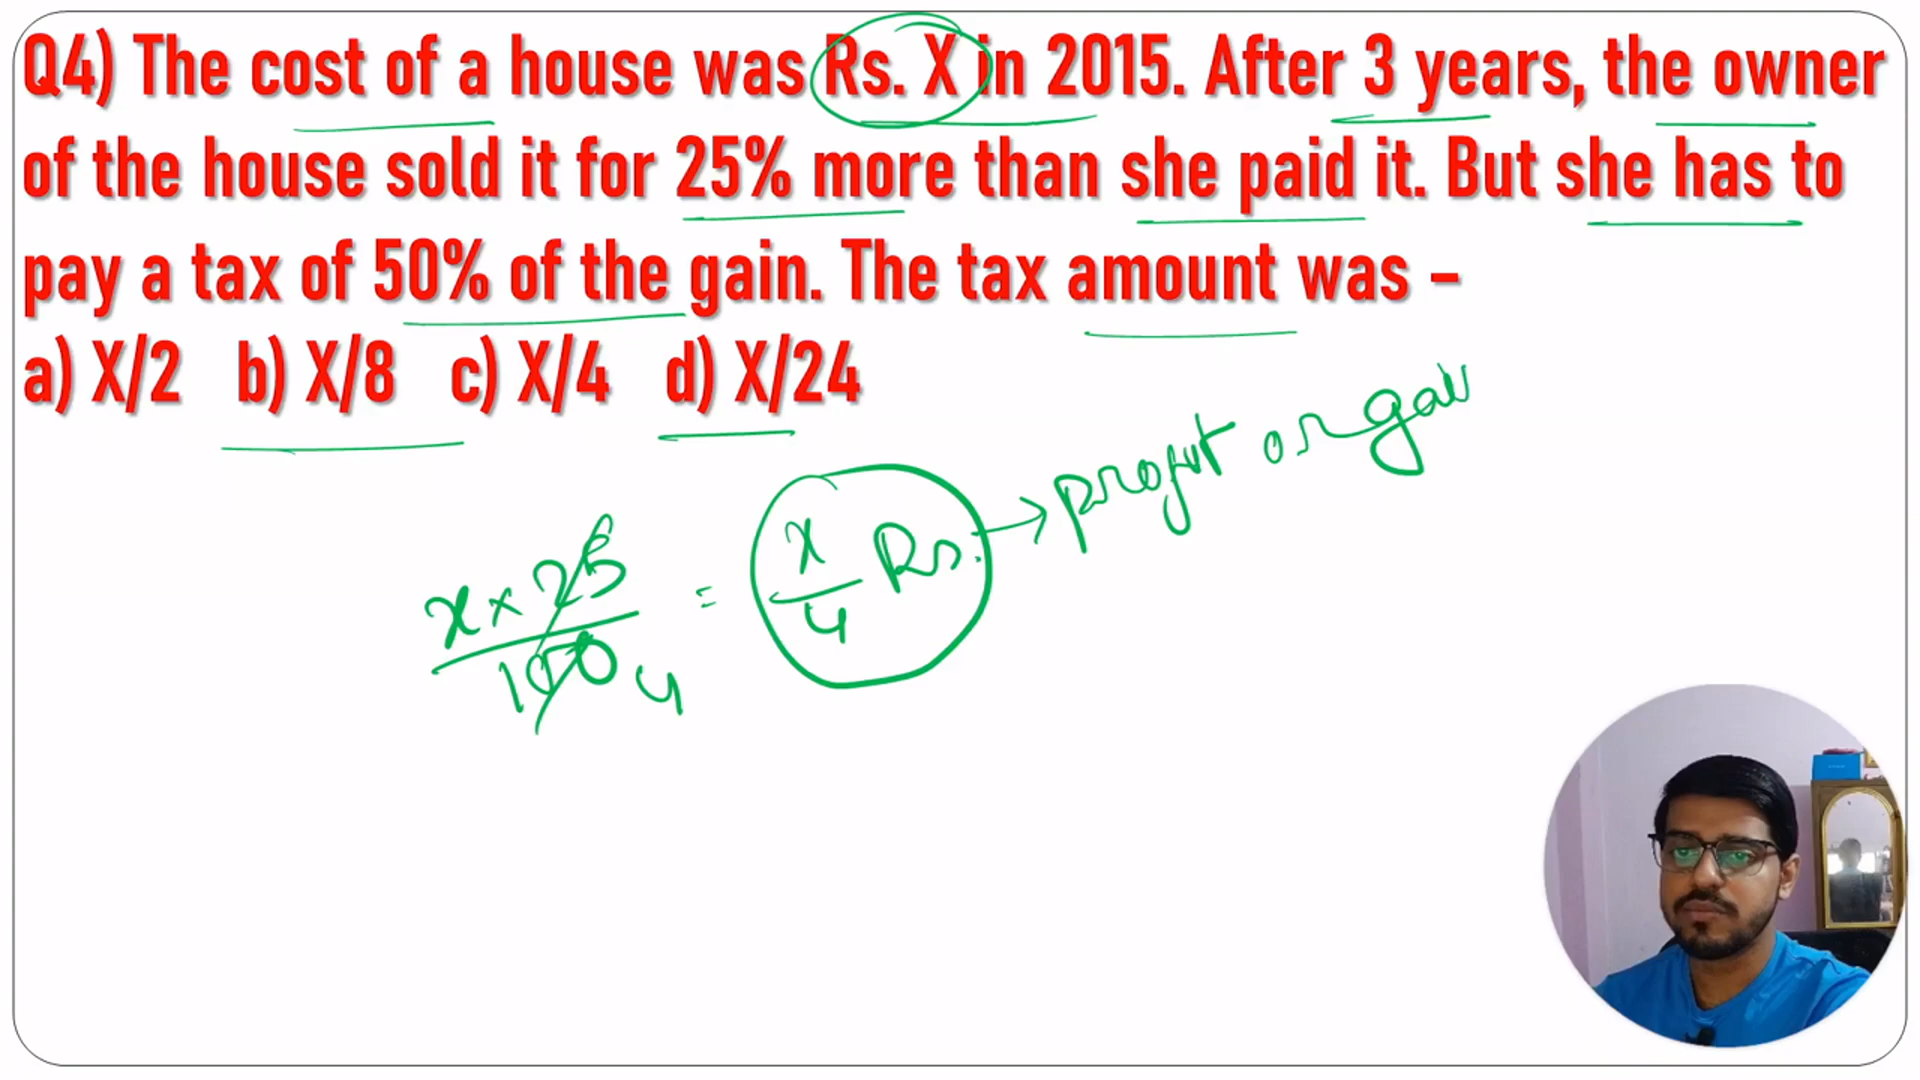 Q4) The cost of a house was Rs. X in 2015. After 3 years, the owner
of the house sold it for 25% more than she paid it. But she has to
pay a tax of 50% of the gain. The tax amount was –
a) X/2 b) X/8 c) X/4 d) X/24
x × 25
100 4
=
x
4
Rs.
→ profit or gain